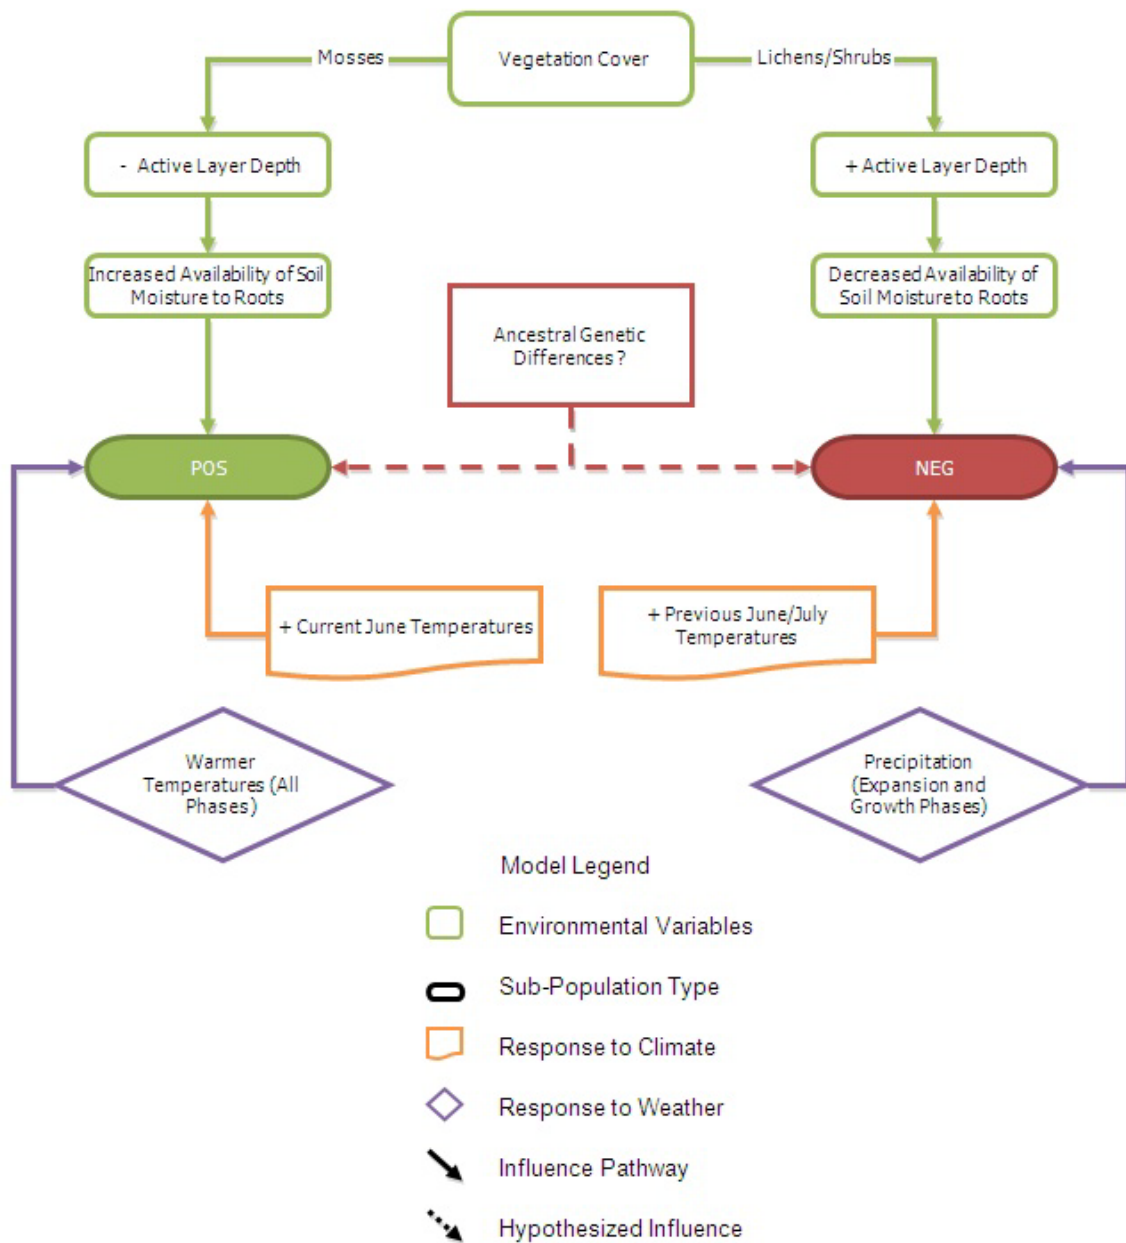 Mosses
Vegetation Cover
Lichens/Shrubs
- Active Layer Depth
+ Active Layer Depth
Increased Availability of Soil
Moisture to Roots
Decreased Availability of
Soil Moisture to Roots
Ancestral Genetic
Differences?
POS
NEG
+ Current June Temperatures
+ Previous June/July
Temperatures
Warmer
Temperatures (All
Phases)
Precipitation
(Expansion and
Growth Phases)
Model Legend
Environmental Variables
Sub-Population Type
Response to Climate
Response to Weather
Influence Pathway
Hypothesized Influence